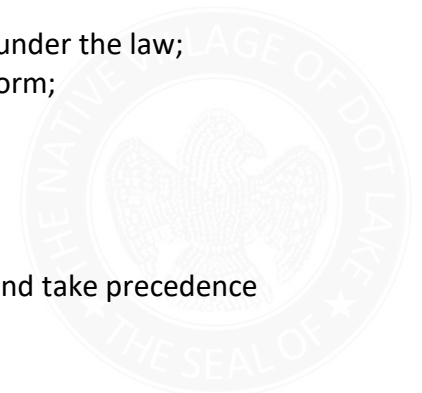 under the law;
orm;
nd take precedence
THE NATIVE VILLAGE OF DOT LAKE
THE SEAL OF